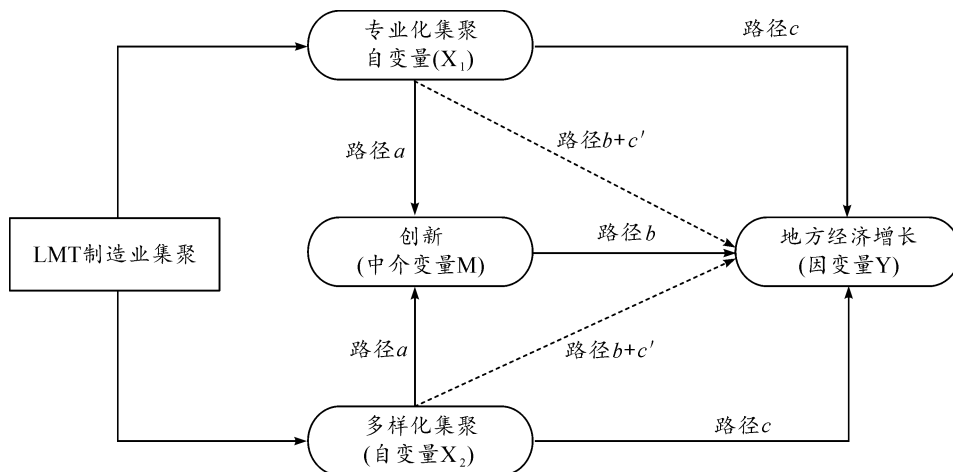 专业化集聚
自变量(X₁)
路径c
路径b+c′
路径a
LMT制造业集聚
创新
(中介变量M)
路径b
地方经济增长
(因变量Y)
路径a
路径b+c′
多样化集聚
(自变量X₂)
路径c